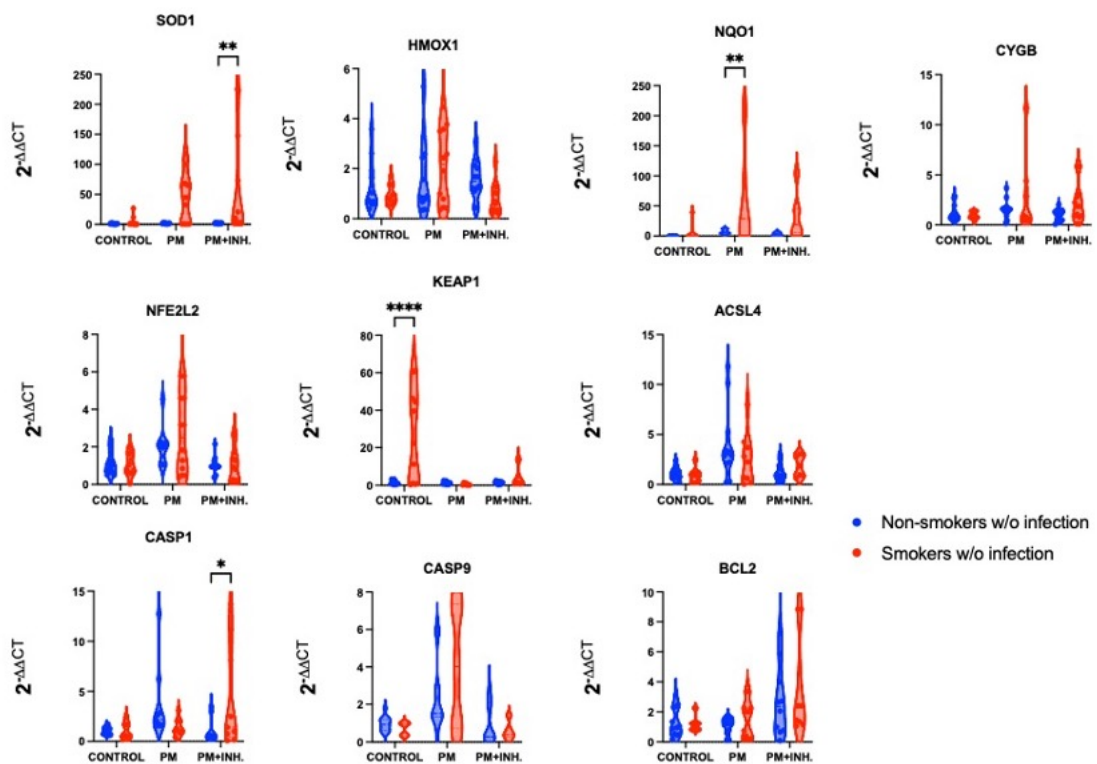 SOD1
**
250
200
150
100
50
0
2-ΔΔCT
CONTROL PM PM+INH.
HMOX1
6
4
2
0
2-ΔΔCT
CONTROL PM PM+INH.
NQO1
**
250
200
150
100
50
0
2-ΔΔCT
CONTROL PM PM+INH.
CYGB
15
10
5
0
2-ΔΔCT
CONTROL PM PM+INH.
NFE2L2
8
6
4
2
0
2-ΔΔCT
CONTROL PM PM+INH.
KEAP1
****
80
60
40
20
0
2-ΔΔCT
CONTROL PM PM+INH.
ACSL4
15
10
5
0
2-ΔΔCT
CONTROL PM PM+INH.
Non-smokers w/o infection
Smokers w/o infection
CASP1
*
15
10
5
0
2-ΔΔCT
CONTROL PM PM+INH.
CASP9
8
6
4
2
0
2-ΔΔCT
CONTROL PM PM+INH.
BCL2
10
8
6
4
2
0
2-ΔΔCT
CONTROL PM PM+INH.